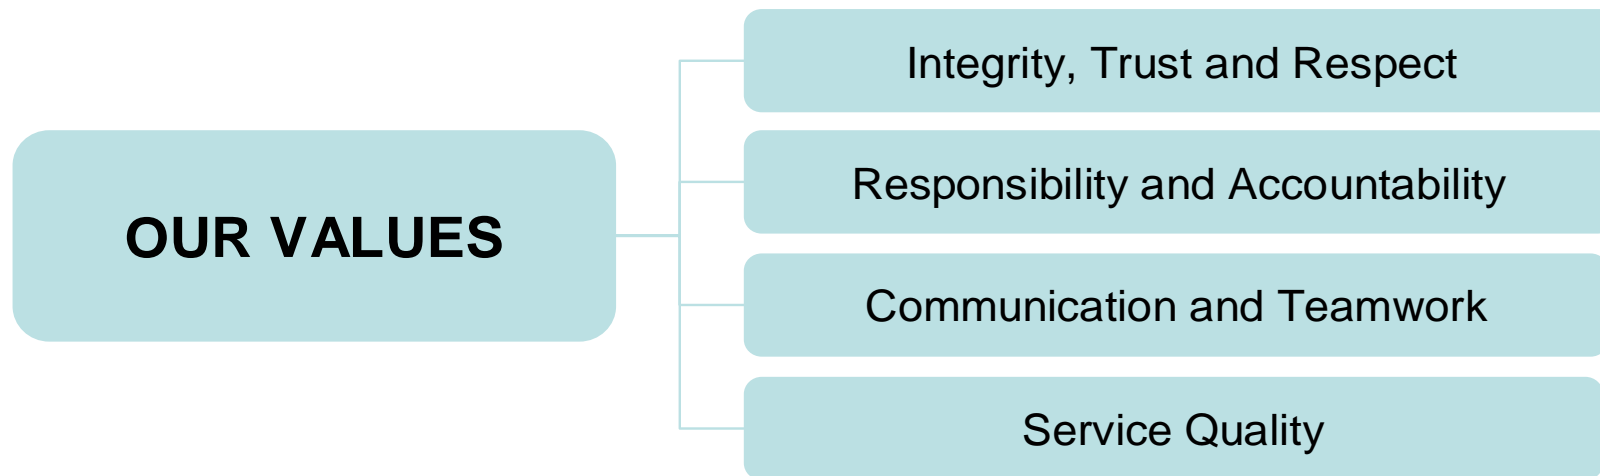 OUR VALUES
Integrity, Trust and Respect
Responsibility and Accountability
Communication and Teamwork
Service Quality